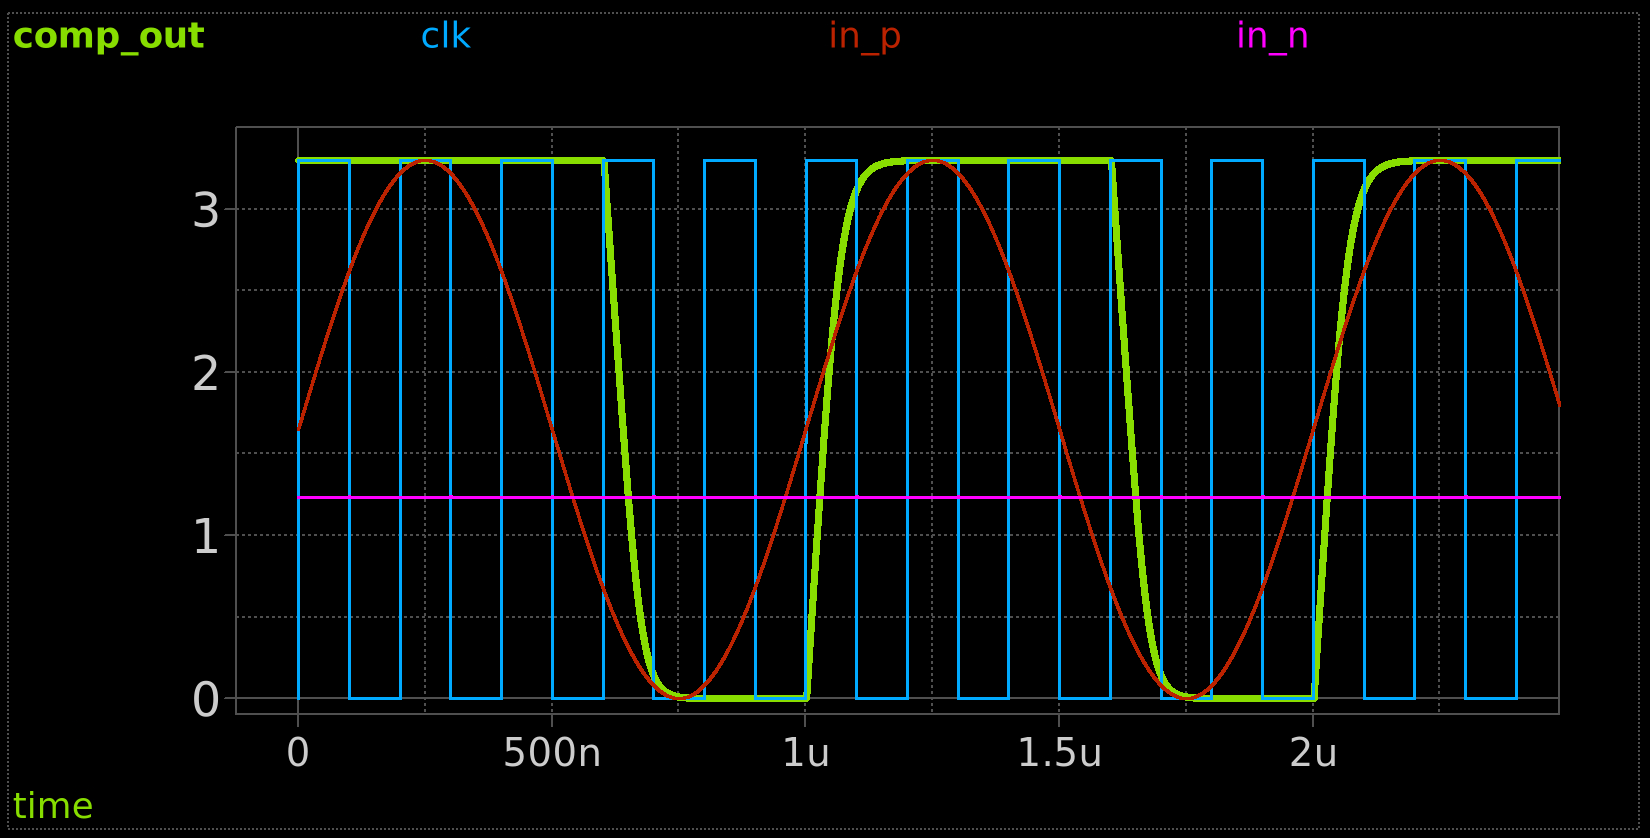 comp_out clk in_p in_n
3
2
1
0
0 500n 1u 1.5u 2u
time